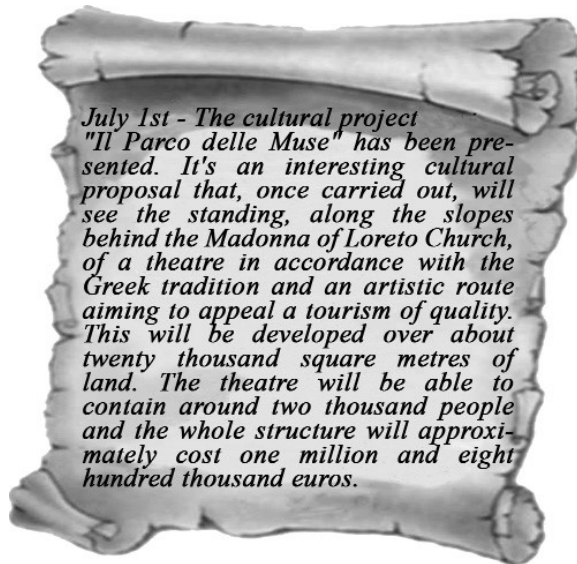 July 1st - The cultural project
"Il Parco delle Muse" has been pre-
sented. It's an interesting cultural
proposal that, once carried out, will
see the standing, along the slopes
behind the Madonna of Loreto Church,
of a theatre in accordance with the
Greek tradition and an artistic route
aiming to appeal a tourism of quality.
This will be developed over about
twenty thousand square metres of
land. The theatre will be able to
contain around two thousand people
and the whole structure will approxi-
mately cost one million and eight
hundred thousand euros.